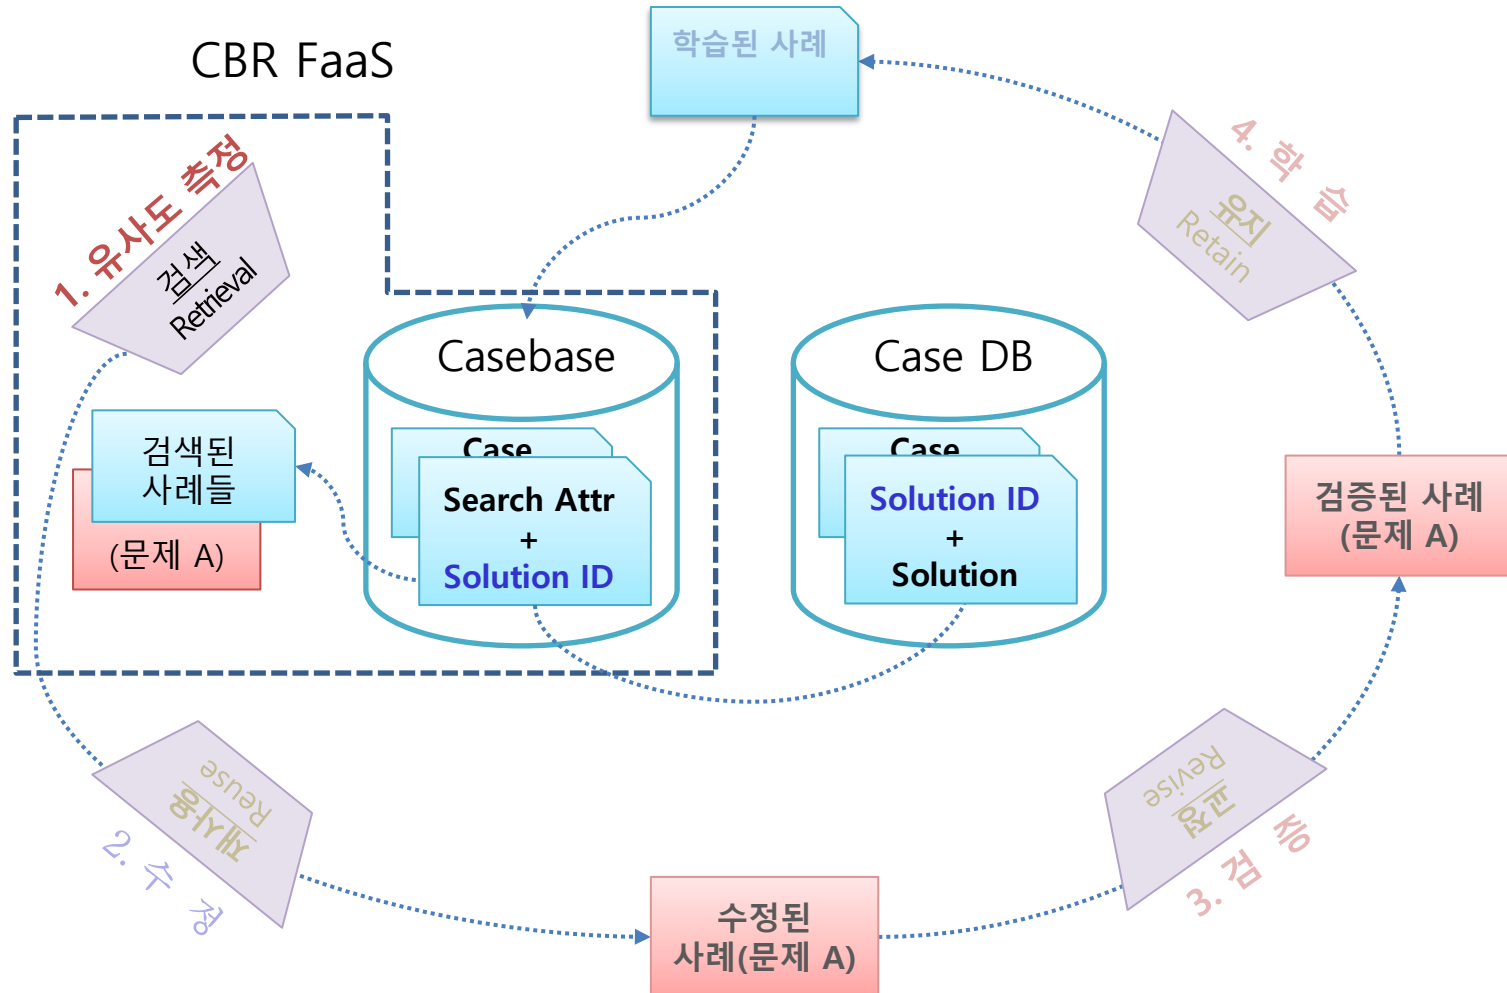 CBR FaaS
학습된 사례
1. 유사도 측정
검색
Retrieval
4. 학 습
유지
Retain
Casebase
Case
Search Attr
+
Solution ID
Case DB
Case
Solution ID
+
Solution
검색된
사례들
(문제 A)
검증된 사례
(문제 A)
재사용
Reuse
2. 수 정
교정
Revise
3. 검 증
수정된
사례(문제 A)